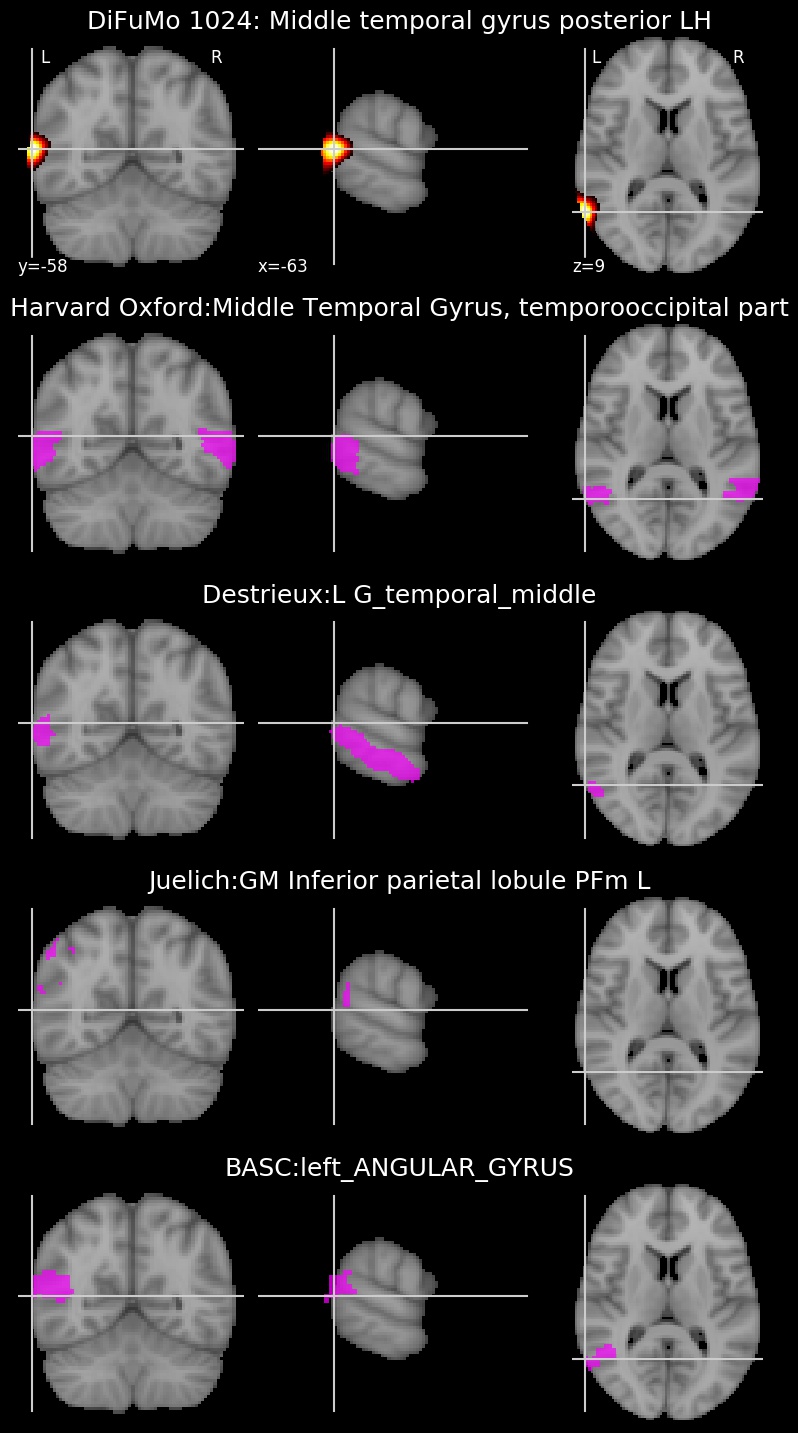 DiFuMo 1024: Middle temporal gyrus posterior LH
L R L R
y=-58 x=-63 z=9
Harvard Oxford:Middle Temporal Gyrus, temporooccipital part
Destrieux:L G_temporal_middle
Juelich:GM Inferior parietal lobule PFm L
BASC:left_ANGULAR_GYRUS